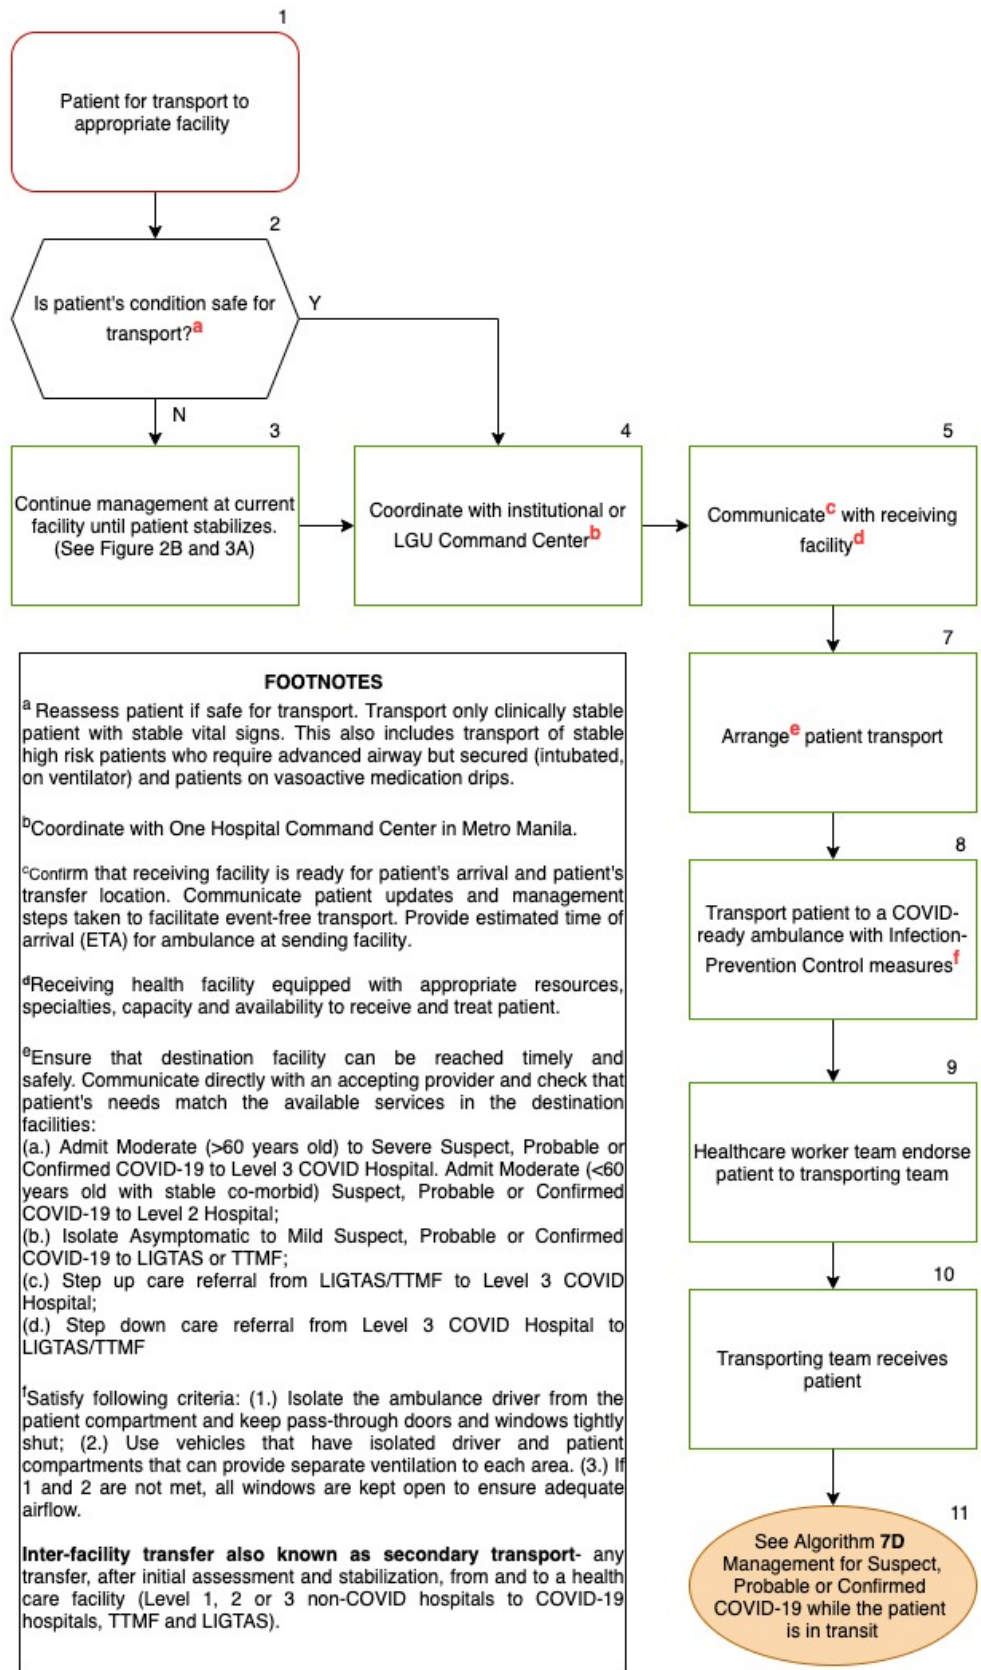 1
Patient for transport to
appropriate facility
2
Is patient's condition safe for
transport?a
Y
N
3
Continue management at current
facility until patient stabilizes.
(See Figure 2B and 3A)
4
Coordinate with institutional or
LGU Command Centerb
5
Communicatec with receiving
facilityd
7
Arrangee patient transport
8
Transport patient to a COVID-
ready ambulance with Infection-
Prevention Control measuresf
9
Healthcare worker team endorse
patient to transporting team
10
Transporting team receives
patient
11
See Algorithm 7D
Management for Suspect,
Probable or Confirmed
COVID-19 while the patient
is in transit
FOOTNOTES
a Reassess patient if safe for transport. Transport only clinically stable
patient with stable vital signs. This also includes transport of stable
high risk patients who require advanced airway but secured (intubated,
on ventilator) and patients on vasoactive medication drips.
bCoordinate with One Hospital Command Center in Metro Manila.
cConfirm that receiving facility is ready for patient's arrival and patient's
transfer location. Communicate patient updates and management
steps taken to facilitate event-free transport. Provide estimated time of
arrival (ETA) for ambulance at sending facility.
dReceiving health facility equipped with appropriate resources,
specialties, capacity and availability to receive and treat patient.
eEnsure that destination facility can be reached timely and
safely. Communicate directly with an accepting provider and check that
patient's needs match the available services in the destination
facilities:
(a.) Admit Moderate (>60 years old) to Severe Suspect, Probable or
Confirmed COVID-19 to Level 3 COVID Hospital. Admit Moderate (<60
years old with stable co-morbid) Suspect, Probable or Confirmed
COVID-19 to Level 2 Hospital;
(b.) Isolate Asymptomatic to Mild Suspect, Probable or Confirmed
COVID-19 to LIGTAS or TTMF;
(c.) Step up care referral from LIGTAS/TTMF to Level 3 COVID
Hospital;
(d.) Step down care referral from Level 3 COVID Hospital to
LIGTAS/TTMF
fSatisfy following criteria: (1.) Isolate the ambulance driver from the
patient compartment and keep pass-through doors and windows tightly
shut; (2.) Use vehicles that have isolated driver and patient
compartments that can provide separate ventilation to each area. (3.) If
1 and 2 are not met, all windows are kept open to ensure adequate
airflow.
Inter-facility transfer also known as secondary transport- any
transfer, after initial assessment and stabilization, from and to a health
care facility (Level 1, 2 or 3 non-COVID hospitals to COVID-19
hospitals, TTMF and LIGTAS).